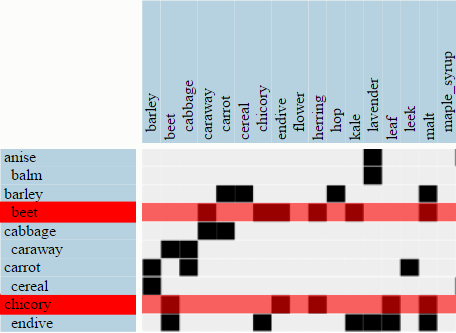 barley
beet
cabbage
caraway
carrot
cereal
chicory
endive
flower
herring
hop
kale
lavender
leaf
leek
malt
maple_syrup
anise
balm
barley
beet
cabbage
caraway
carrot
cereal
chicory
endive